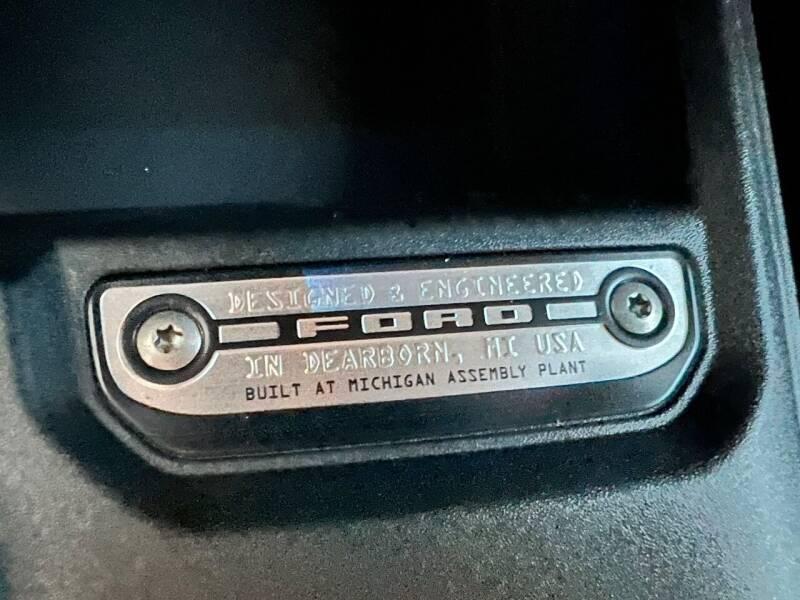 DESIGNED & ENGINEERED
FORD
IN DEARBORN, MI USA
BUILT AT MICHIGAN ASSEMBLY PLANT